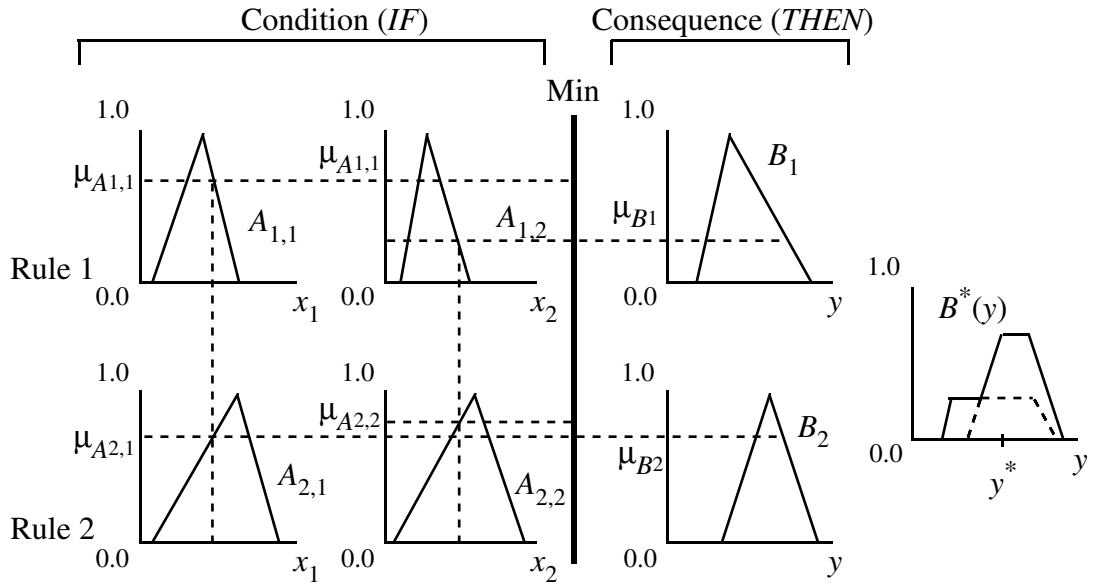 Condition (IF) Consequence (THEN)
Min
1.0 1.0 1.0
μA1,1 μA1,1 B1
A1,1 A1,2 μB1
Rule 1
0.0 x1 0.0 x2 0.0 y
1.0
B*(y)
1.0 1.0 1.0
μA2,1 μA2,2 B2
μB2
0.0 y* y
A2,1 A2,2
Rule 2
0.0 x1 0.0 x2 0.0 y